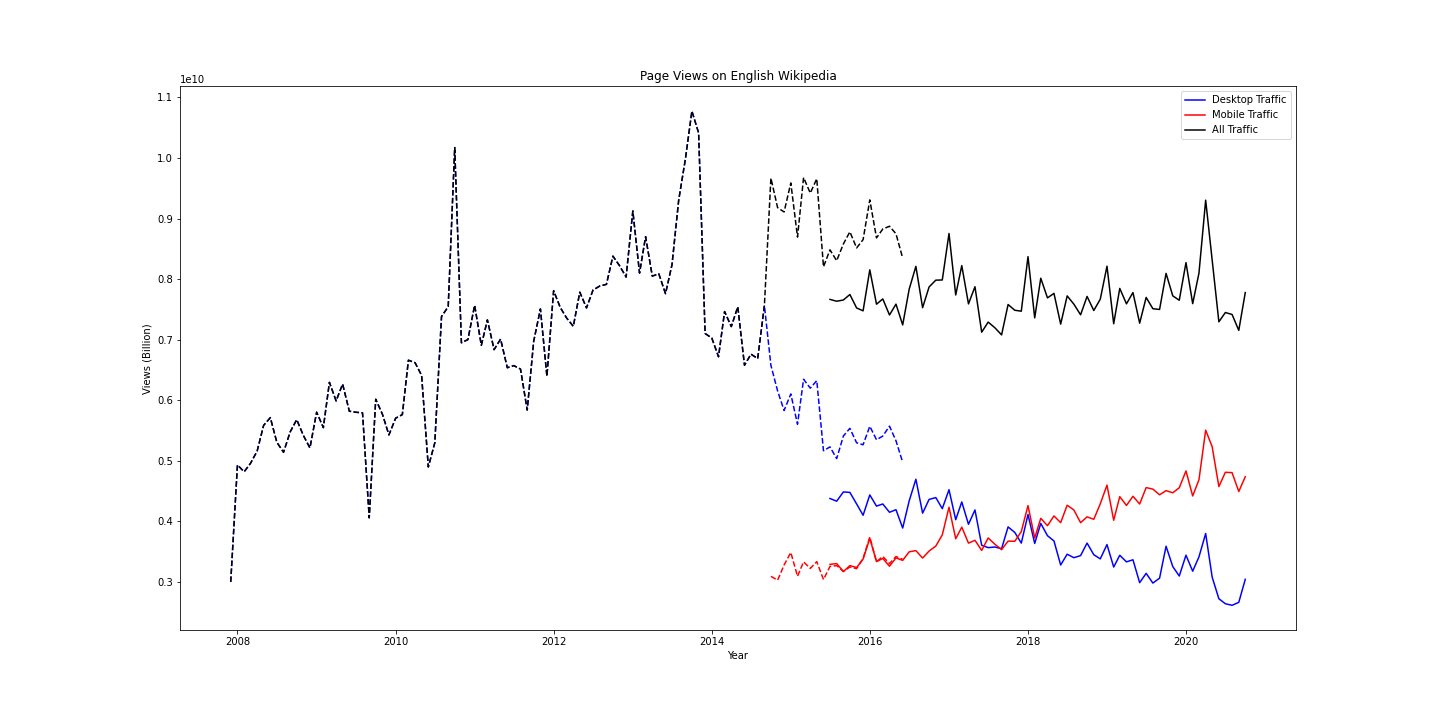 Page Views on English Wikipedia
1e10
1.1
1.0
0.9
0.8
0.7
0.6
0.5
0.4
0.3
Views (Billion)
Desktop Traffic
Mobile Traffic
All Traffic
2008 2010 2012 2014 2016 2018 2020
Year